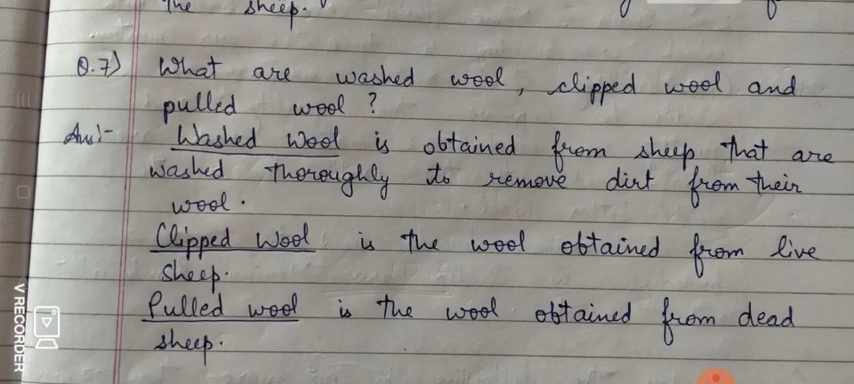 the sheep.
Q.7) What are washed wool, clipped wool and
pulled wool ?
Ans:- Washed Wool is obtained from sheep that are
washed thoroughly to remove dirt from their
wool.
Clipped Wool is the wool obtained from live
sheep.
Pulled wool is the wool obtained from dead
sheep.
V RECORDER